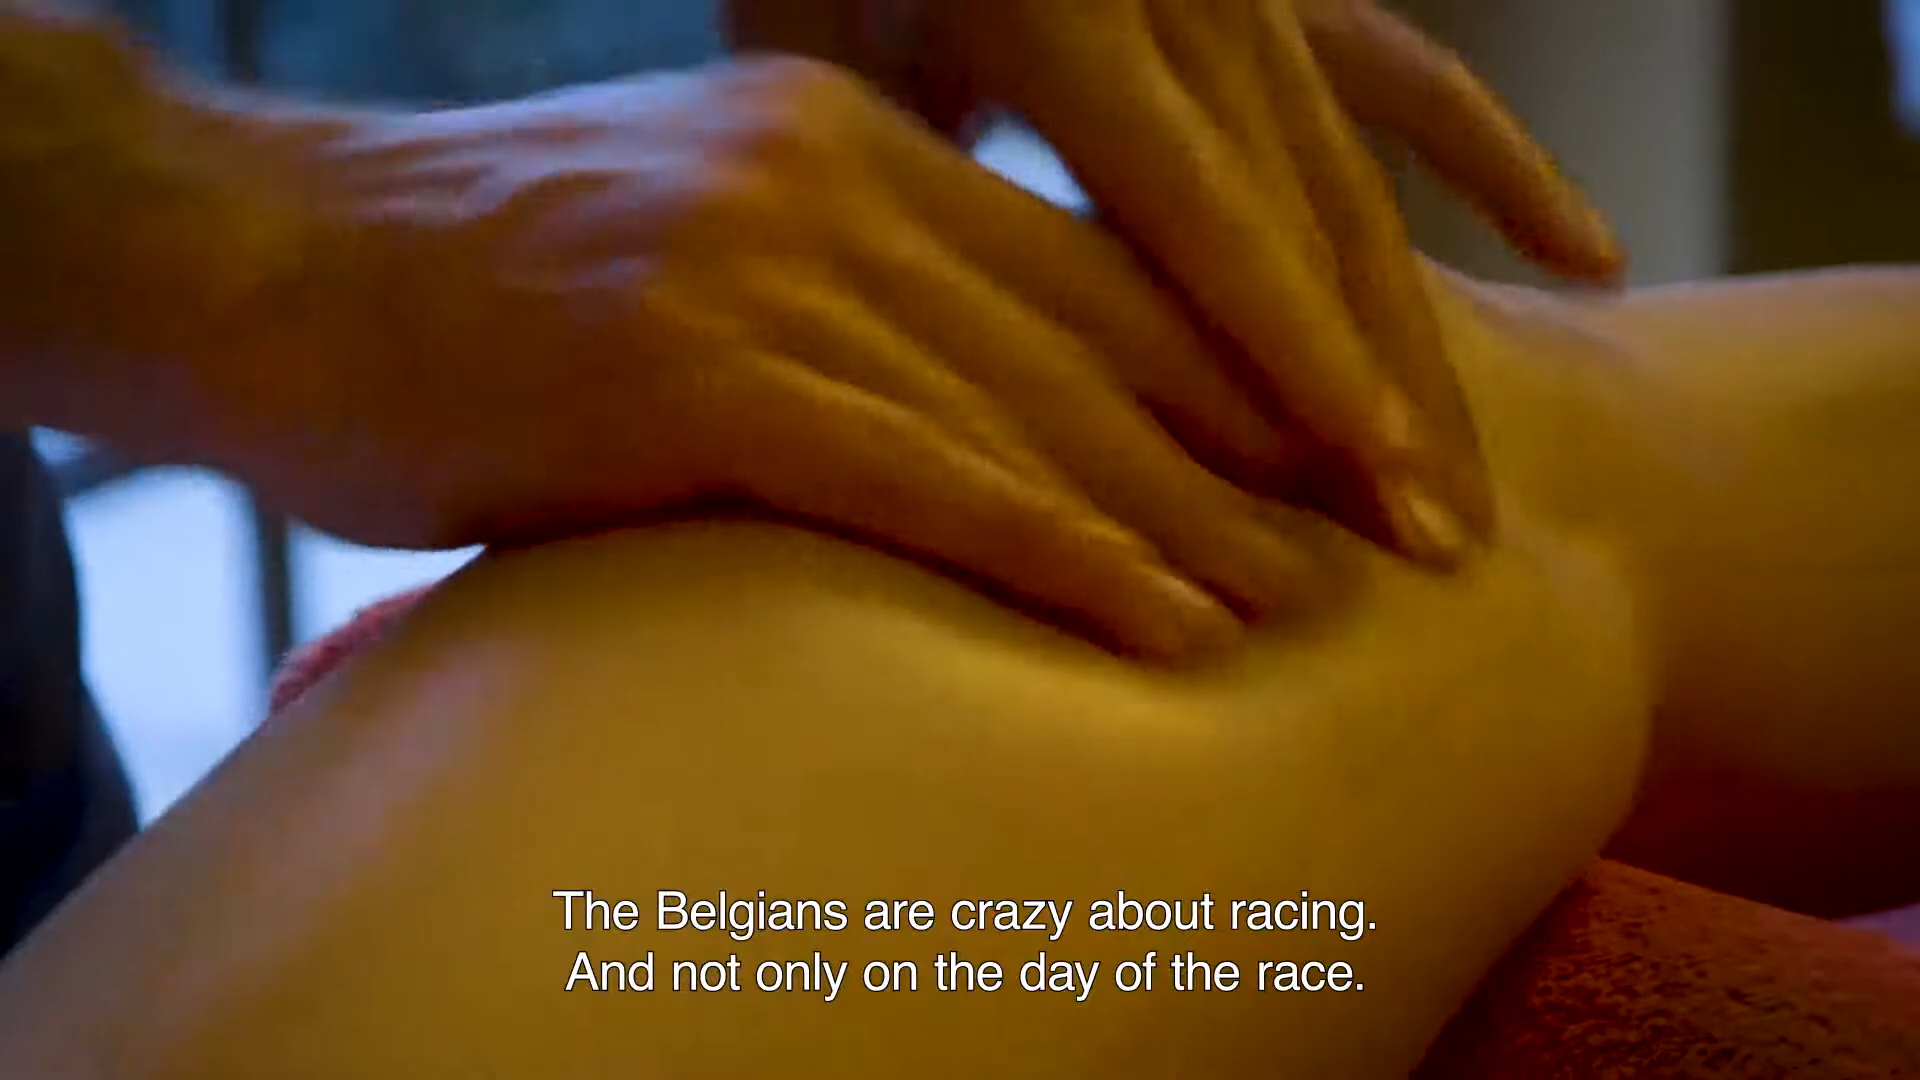 The Belgians are crazy about racing.
And not only on the day of the race.